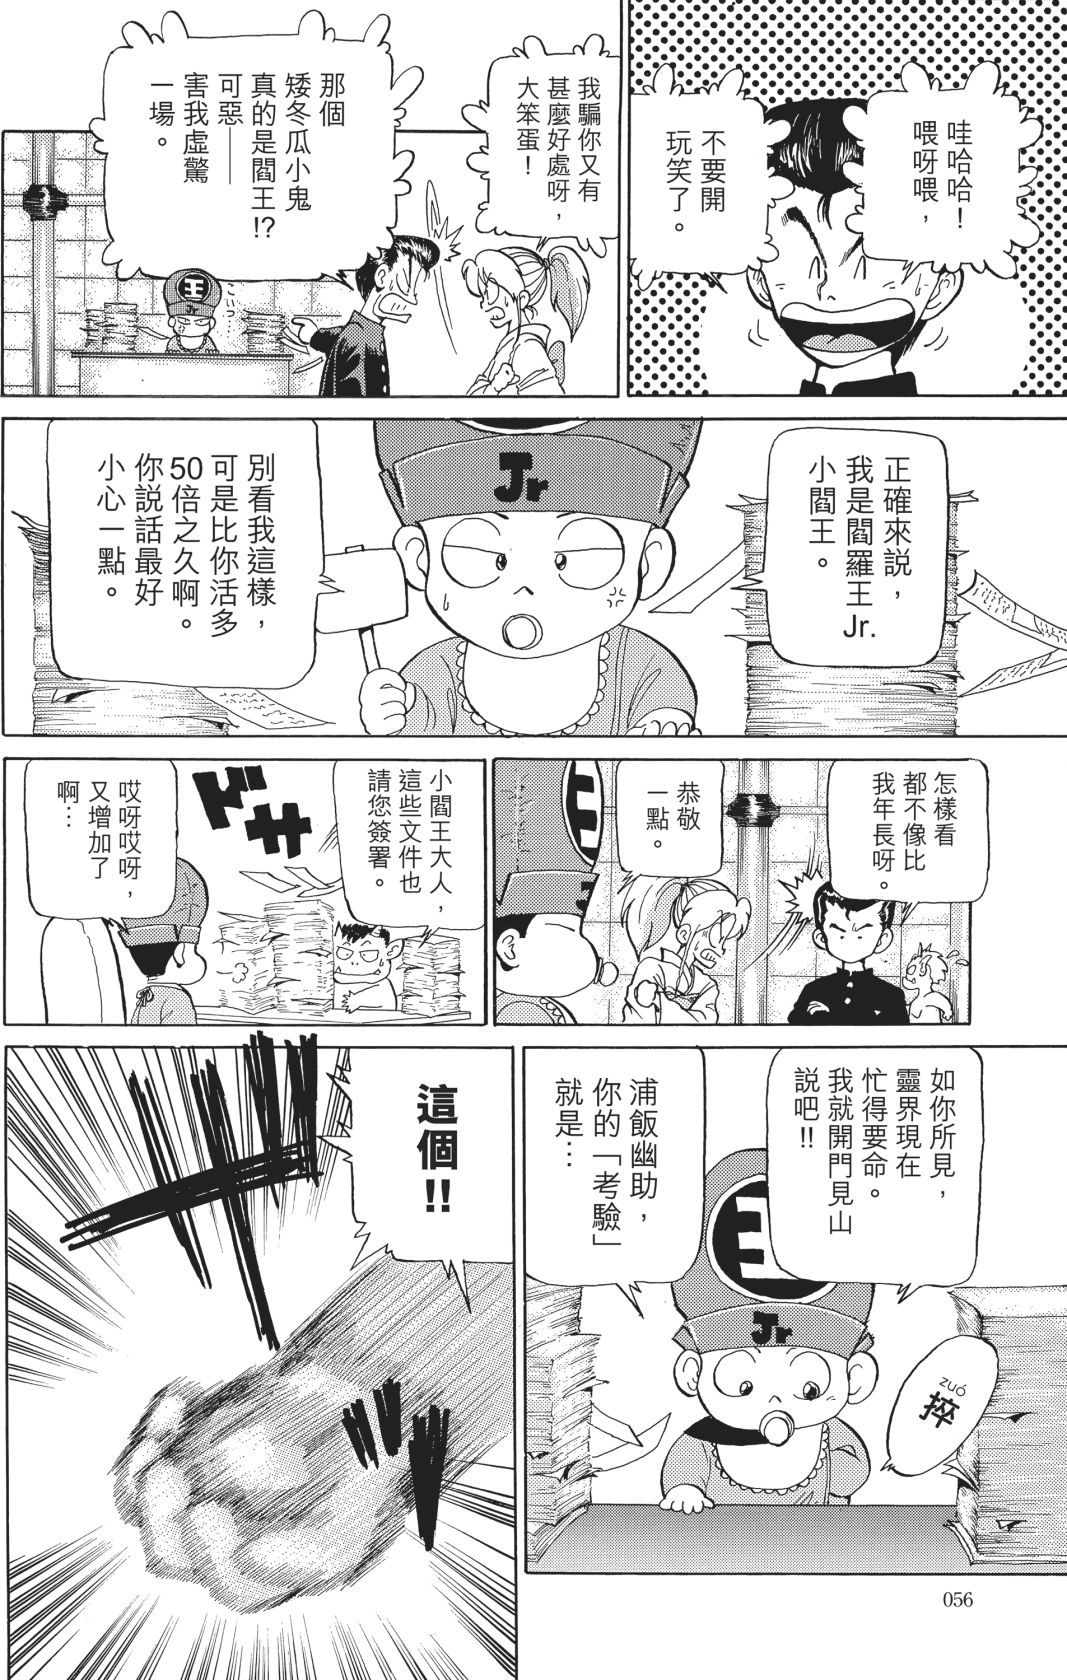 哇哈哈！
喂呀喂，
不要開
玩笑了。
我騙你又有
甚麼好處呀，
大笨蛋！
那個
矮冬瓜小鬼
真的是閻王!?
可惡——
害我虛驚
一場。
王
Jr
こいつ
正確來說，
我是閻羅王
Jr.
小閻王。
Jr
別看我這樣，
可是比你活多
50倍之久啊。
你説話最好
小心一點。
怎樣看
都不像比
我年長呀。
恭敬
一點。
小閻王大人，
這些文件也
請您簽署。
ドサ
哎呀哎呀，
又增加了
啊…
如你所見，
靈界現在
忙得要命。
我就開門見山
説吧!!
王
Jr
zuó
捽
浦飯幽助，
你的「考驗」
就是…
這個!!
056